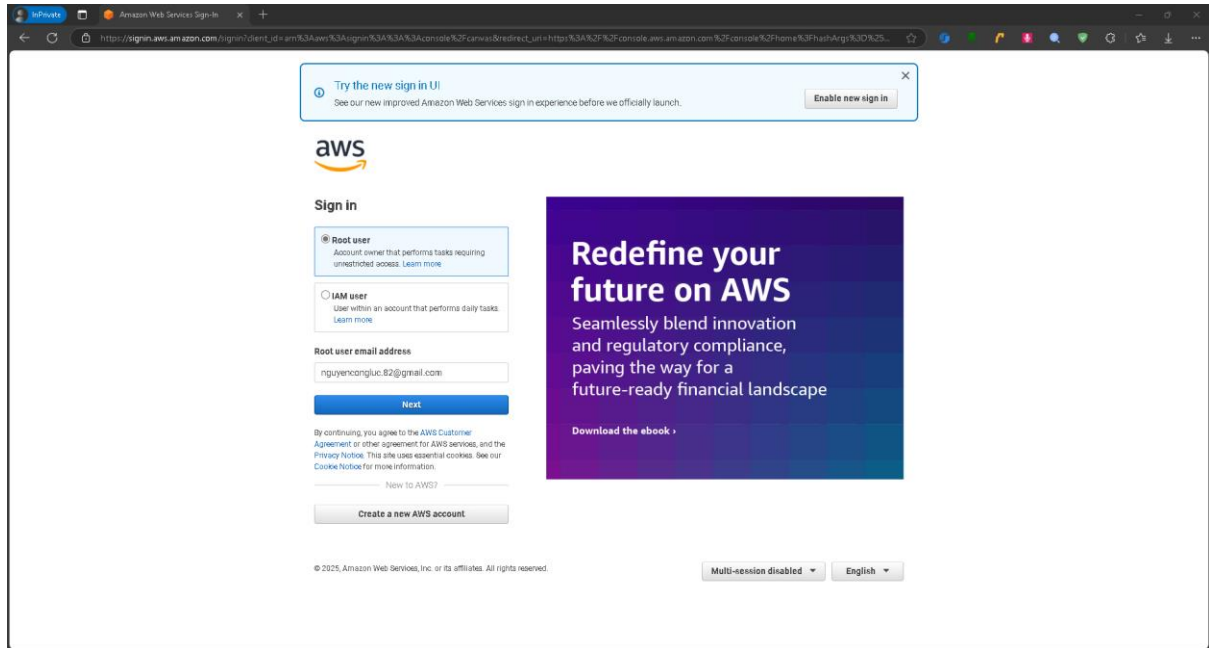 InPrivate
Amazon Web Services Sign-In
https://signin.aws.amazon.com/signin?client_id=arn%3Aaws%3Asignin%3A%3A%3Aconsole%2Fcanvas&redirect_uri=https%3A%2F%2Fconsole.aws.amazon.com%2Fconsole%2Fhome%3FhashArgs%3D%25...
Try the new sign in UI
See our new improved Amazon Web Services sign in experience before we officially launch.
Enable new sign in
aws
Sign in
Root user
Account owner that performs tasks requiring
unrestricted access. Learn more
IAM user
User within an account that performs daily tasks.
Learn more
Root user email address
nguyencongluc.82@gmail.com
Next
By continuing, you agree to the AWS Customer
Agreement or other agreement for AWS services, and the
Privacy Notice. This site uses essential cookies. See our
Cookie Notice for more information.
New to AWS?
Create a new AWS account
Redefine your
future on AWS
Seamlessly blend innovation
and regulatory compliance,
paving the way for a
future-ready financial landscape
Download the ebook ›
© 2025, Amazon Web Services, Inc. or its affiliates. All rights reserved.
Multi-session disabled
English